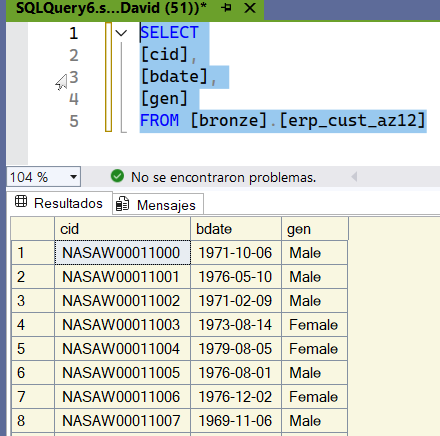 SQLQuery6.s...David (51))*
1 SELECT
2 [cid],
3 [bdate],
4 [gen]
5 FROM [bronze].[erp_cust_az12]
104 % No se encontraron problemas.
Resultados Mensajes
cid bdate gen
1 NASAW00011000 1971-10-06 Male
2 NASAW00011001 1976-05-10 Male
3 NASAW00011002 1971-02-09 Male
4 NASAW00011003 1973-08-14 Female
5 NASAW00011004 1979-08-05 Female
6 NASAW00011005 1976-08-01 Male
7 NASAW00011006 1976-12-02 Female
8 NASAW00011007 1969-11-06 Male